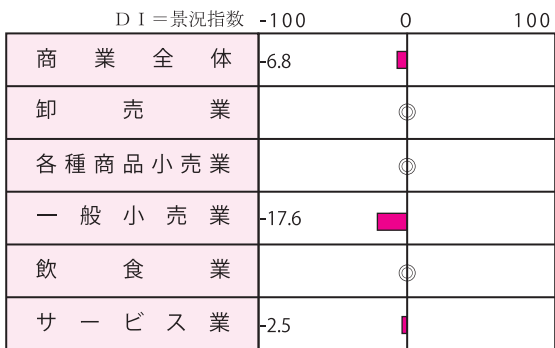 ＤＩ＝景況指数 -100 0 100
商業全体 -6.8
卸売業 ◎
各種商品小売業 ◎
一般小売業 -17.6
飲食業 ◎
サービス業 -2.5